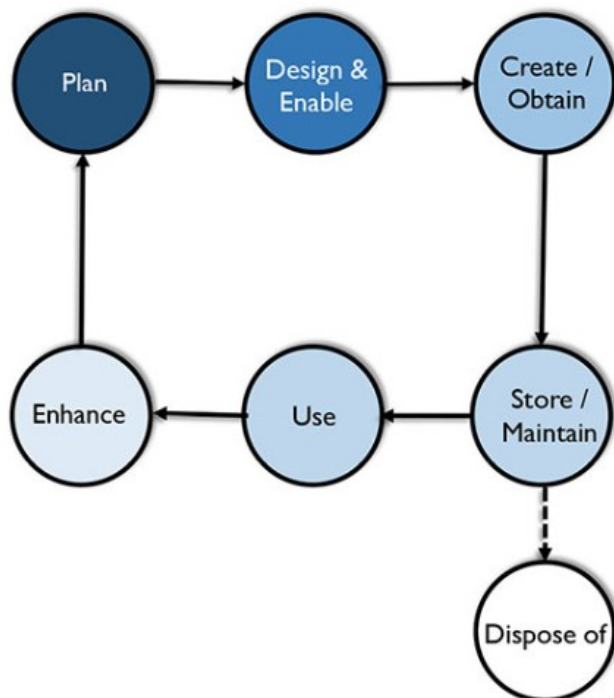 Plan
Design &
Enable
Create /
Obtain
Enhance
Use
Store /
Maintain
Dispose of